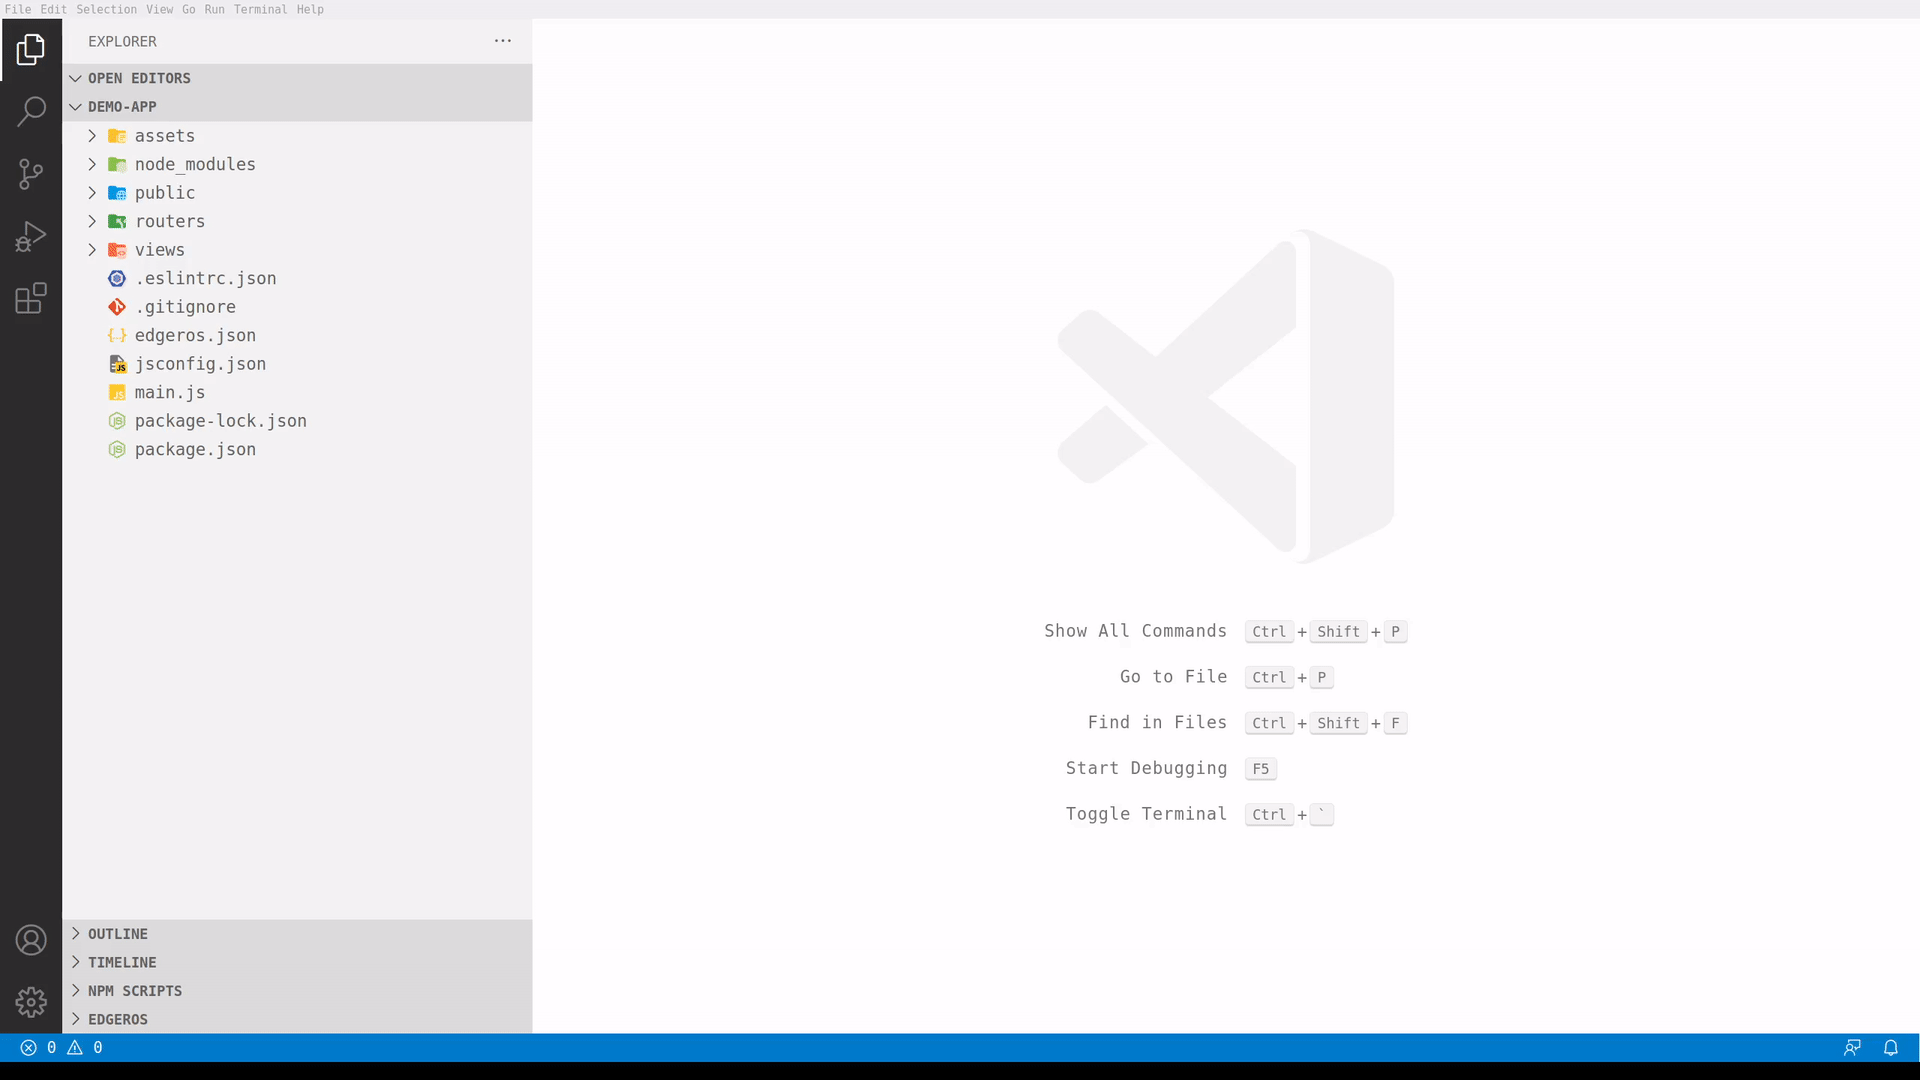 File Edit Selection View Go Run Terminal Help
EXPLORER
OPEN EDITORS
DEMO-APP
assets
node_modules
public
routers
views
.eslintrc.json
.gitignore
edgeros.json
jsconfig.json
main.js
package-lock.json
package.json
Show All Commands Ctrl + Shift + P
Go to File Ctrl + P
Find in Files Ctrl + Shift + F
Start Debugging F5
Toggle Terminal Ctrl + `
OUTLINE
TIMELINE
NPM SCRIPTS
EDGEROS
0 0